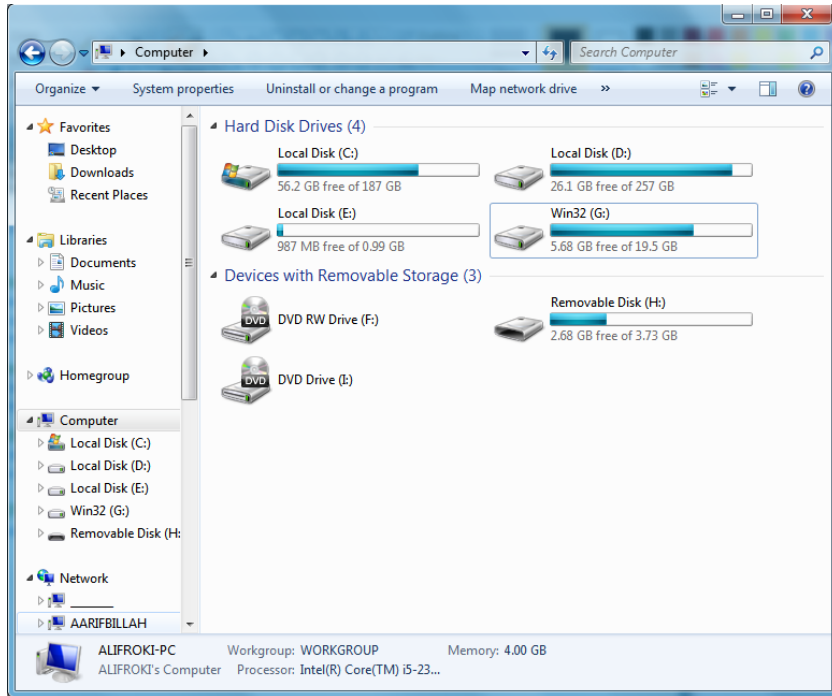 Computer
Search Computer
Organize
System properties
Uninstall or change a program
Map network drive
»
Favorites
Desktop
Downloads
Recent Places
Libraries
Documents
Music
Pictures
Videos
Homegroup
Computer
Local Disk (C:)
Local Disk (D:)
Local Disk (E:)
Win32 (G:)
Removable Disk (H:
Network
_______
AARIFBILLAH
Hard Disk Drives (4)
Local Disk (C:)
56.2 GB free of 187 GB
Local Disk (D:)
26.1 GB free of 257 GB
Local Disk (E:)
987 MB free of 0.99 GB
Win32 (G:)
5.68 GB free of 19.5 GB
Devices with Removable Storage (3)
DVD RW Drive (F:)
Removable Disk (H:)
2.68 GB free of 3.73 GB
DVD Drive (I:)
ALIFROKI-PC Workgroup: WORKGROUP Memory: 4.00 GB
ALIFROKI's Computer Processor: Intel(R) Core(TM) i5-23...